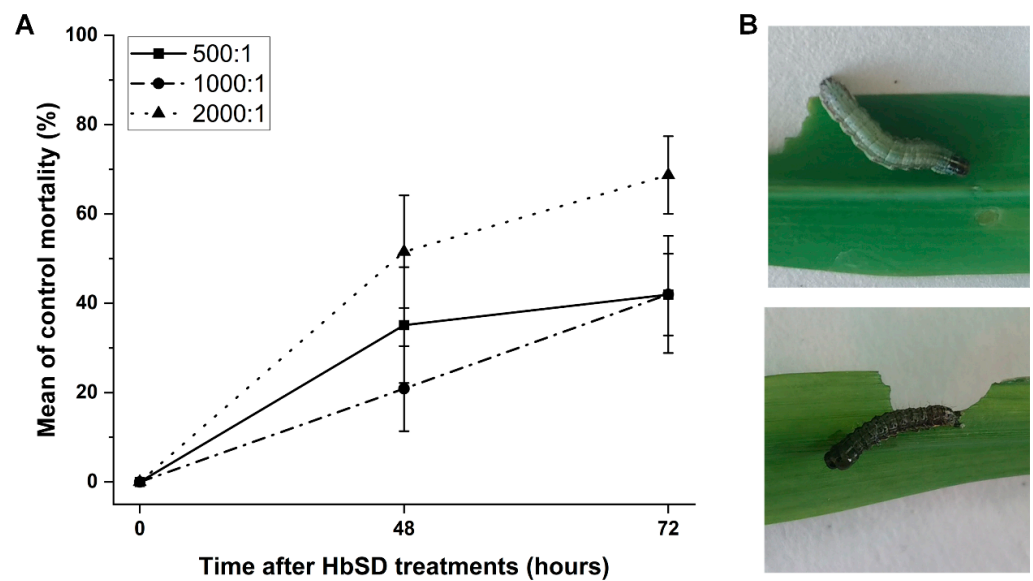 A
B
500:1
1000:1
2000:1
Mean of control mortality (%)
100
80
60
40
20
0
0 48 72
Time after HbSD treatments (hours)